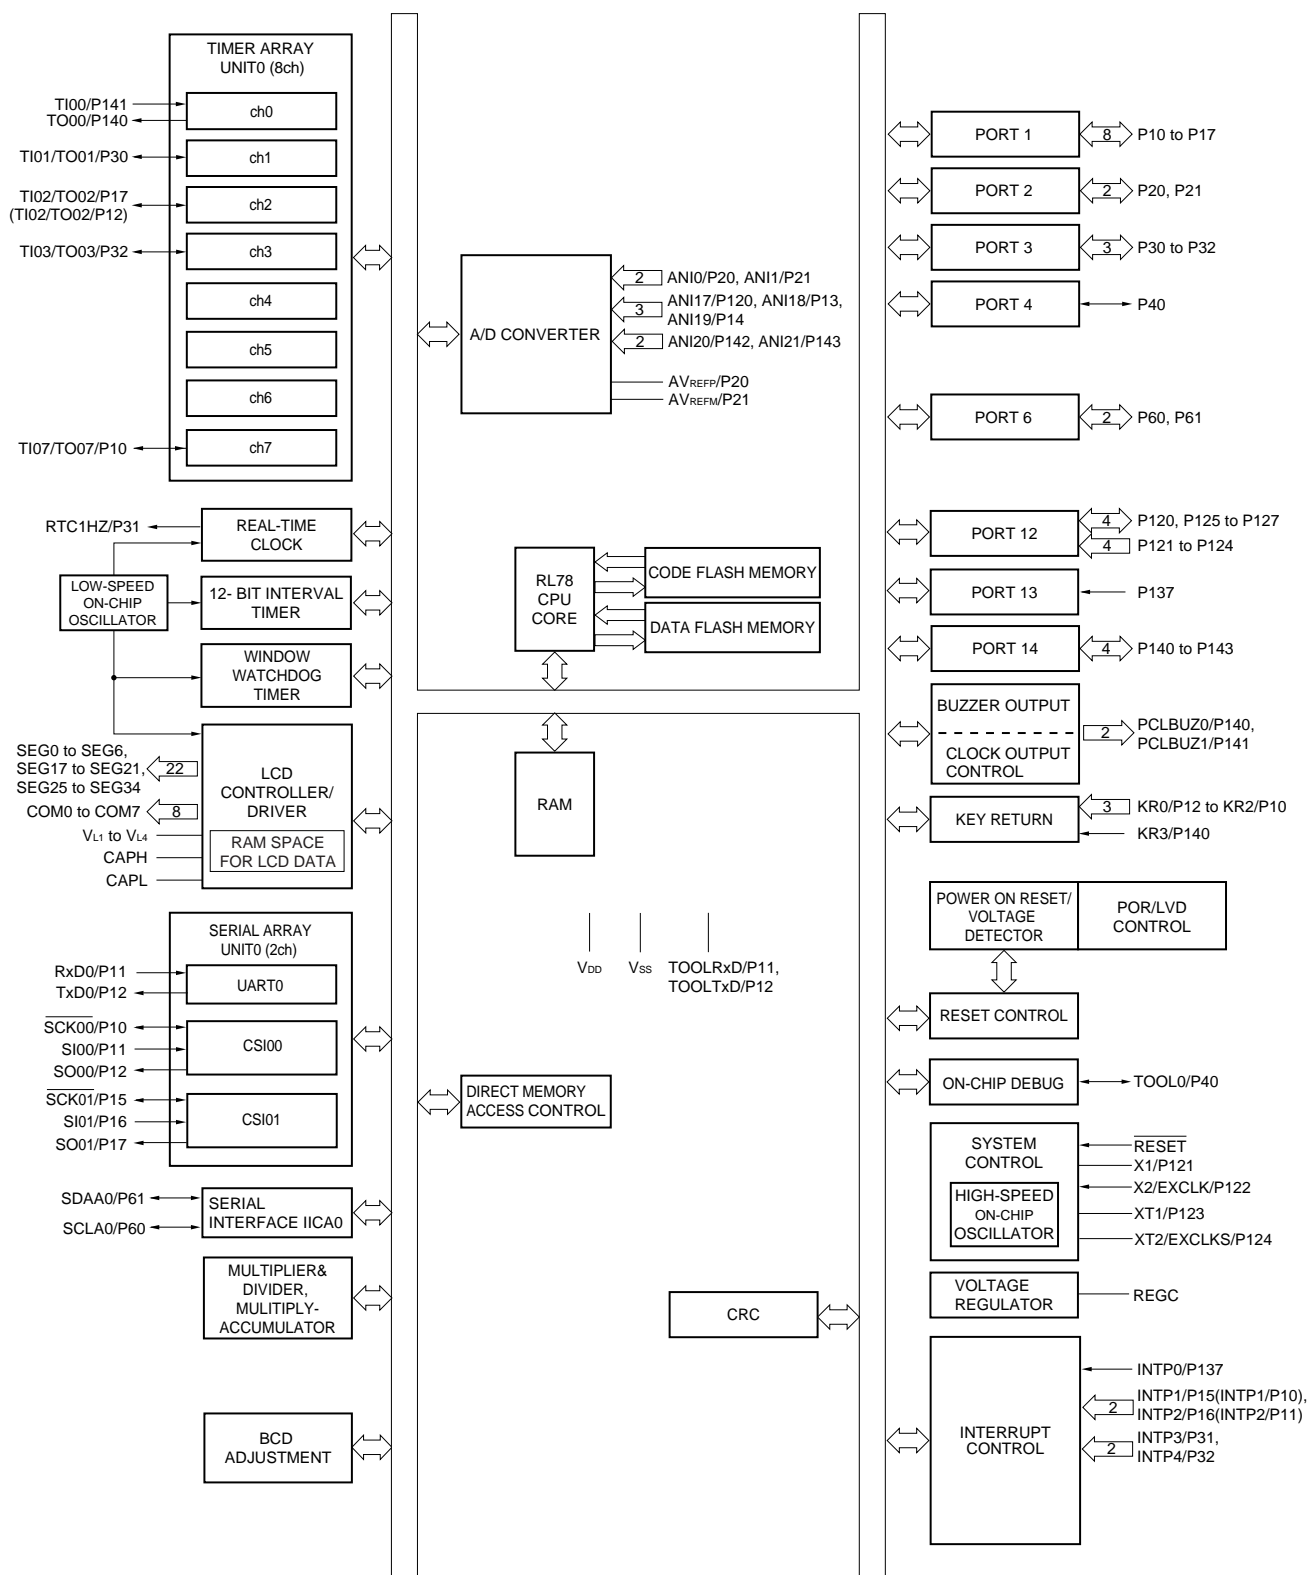 TIMER ARRAY
UNIT0 (8ch)
TI00/P141
TO00/P140
ch0
TI01/TO01/P30
ch1
TI02/TO02/P17
(TI02/TO02/P12)
ch2
TI03/TO03/P32
ch3
ch4
ch5
ch6
TI07/TO07/P10
ch7
RTC1HZ/P31
REAL-TIME
CLOCK
LOW-SPEED
ON-CHIP
OSCILLATOR
12- BIT INTERVAL
TIMER
WINDOW
WATCHDOG
TIMER
SEG0 to SEG6,
SEG17 to SEG21,
SEG25 to SEG34
22
COM0 to COM7
8
VL1 to VL4
CAPH
CAPL
LCD
CONTROLLER/
DRIVER
RAM SPACE
FOR LCD DATA
SERIAL ARRAY
UNIT0 (2ch)
RxD0/P11
TxD0/P12
UART0
SCK00/P10
SI00/P11
SO00/P12
CSI00
SCK01/P15
SI01/P16
SO01/P17
CSI01
SDAA0/P61
SCLA0/P60
SERIAL
INTERFACE IICA0
MULTIPLIER&
DIVIDER,
MULITIPLY-
ACCUMULATOR
BCD
ADJUSTMENT
A/D CONVERTER
2
ANI0/P20, ANI1/P21
3
ANI17/P120, ANI18/P13,
ANI19/P14
2
ANI20/P142, ANI21/P143
AVREFP/P20
AVREFM/P21
RL78
CPU
CORE
CODE FLASH MEMORY
DATA FLASH MEMORY
RAM
VDD
VSS
TOOLRxD/P11,
TOOLTxD/P12
DIRECT MEMORY
ACCESS CONTROL
CRC
PORT 1
8
P10 to P17
PORT 2
2
P20, P21
PORT 3
3
P30 to P32
PORT 4
P40
PORT 6
2
P60, P61
PORT 12
4
P120, P125 to P127
4
P121 to P124
PORT 13
P137
PORT 14
4
P140 to P143
BUZZER OUTPUT
CLOCK OUTPUT
CONTROL
2
PCLBUZ0/P140,
PCLBUZ1/P141
KEY RETURN
3
KR0/P12 to KR2/P10
KR3/P140
POWER ON RESET/
VOLTAGE
DETECTOR
POR/LVD
CONTROL
RESET CONTROL
ON-CHIP DEBUG
TOOL0/P40
SYSTEM
CONTROL
HIGH-SPEED
ON-CHIP
OSCILLATOR
RESET
X1/P121
X2/EXCLK/P122
XT1/P123
XT2/EXCLKS/P124
VOLTAGE
REGULATOR
REGC
INTERRUPT
CONTROL
INTP0/P137
2
INTP1/P15(INTP1/P10),
INTP2/P16(INTP2/P11)
2
INTP3/P31,
INTP4/P32